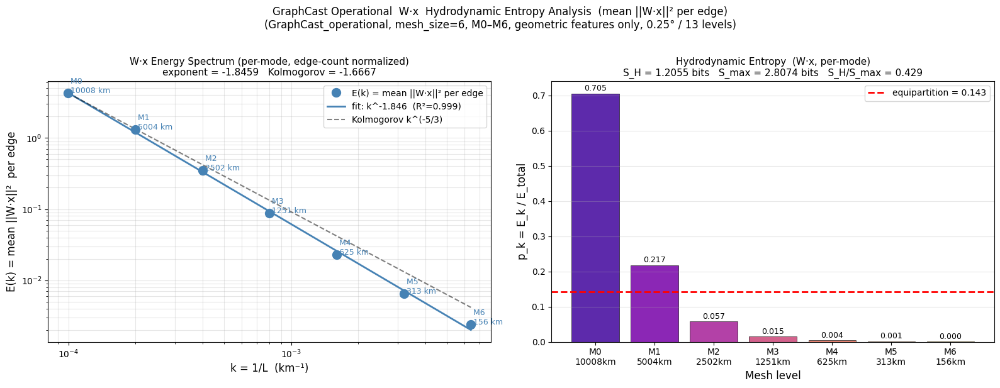 GraphCast Operational  W·x  Hydrodynamic Entropy Analysis  (mean ||W·x||² per edge)
(GraphCast_operational, mesh_size=6, M0–M6, geometric features only, 0.25° / 13 levels)
W·x Energy Spectrum (per-mode, edge-count normalized)
exponent = -1.8459   Kolmogorov = -1.6667
E(k) = mean ||W·x||²  per edge
10⁰
10⁻¹
10⁻²
M0
10008 km
M1
5004 km
M2
2502 km
M3
1251 km
M4
625 km
M5
313 km
M6
156 km
E(k) = mean ||W·x||² per edge
fit: k^-1.846  (R²=0.999)
Kolmogorov k^(-5/3)
10⁻⁴
10⁻³
k = 1/L  (km⁻¹)
Hydrodynamic Entropy  (W·x, per-mode)
S_H = 1.2055 bits   S_max = 2.8074 bits   S_H/S_max = 0.429
p_k = E_k / E_total
0.7
0.6
0.5
0.4
0.3
0.2
0.1
0.0
0.705
0.217
0.057
0.015
0.004
0.001
0.000
equipartition = 0.143
M0
10008km
M1
5004km
M2
2502km
M3
1251km
M4
625km
M5
313km
M6
156km
Mesh level